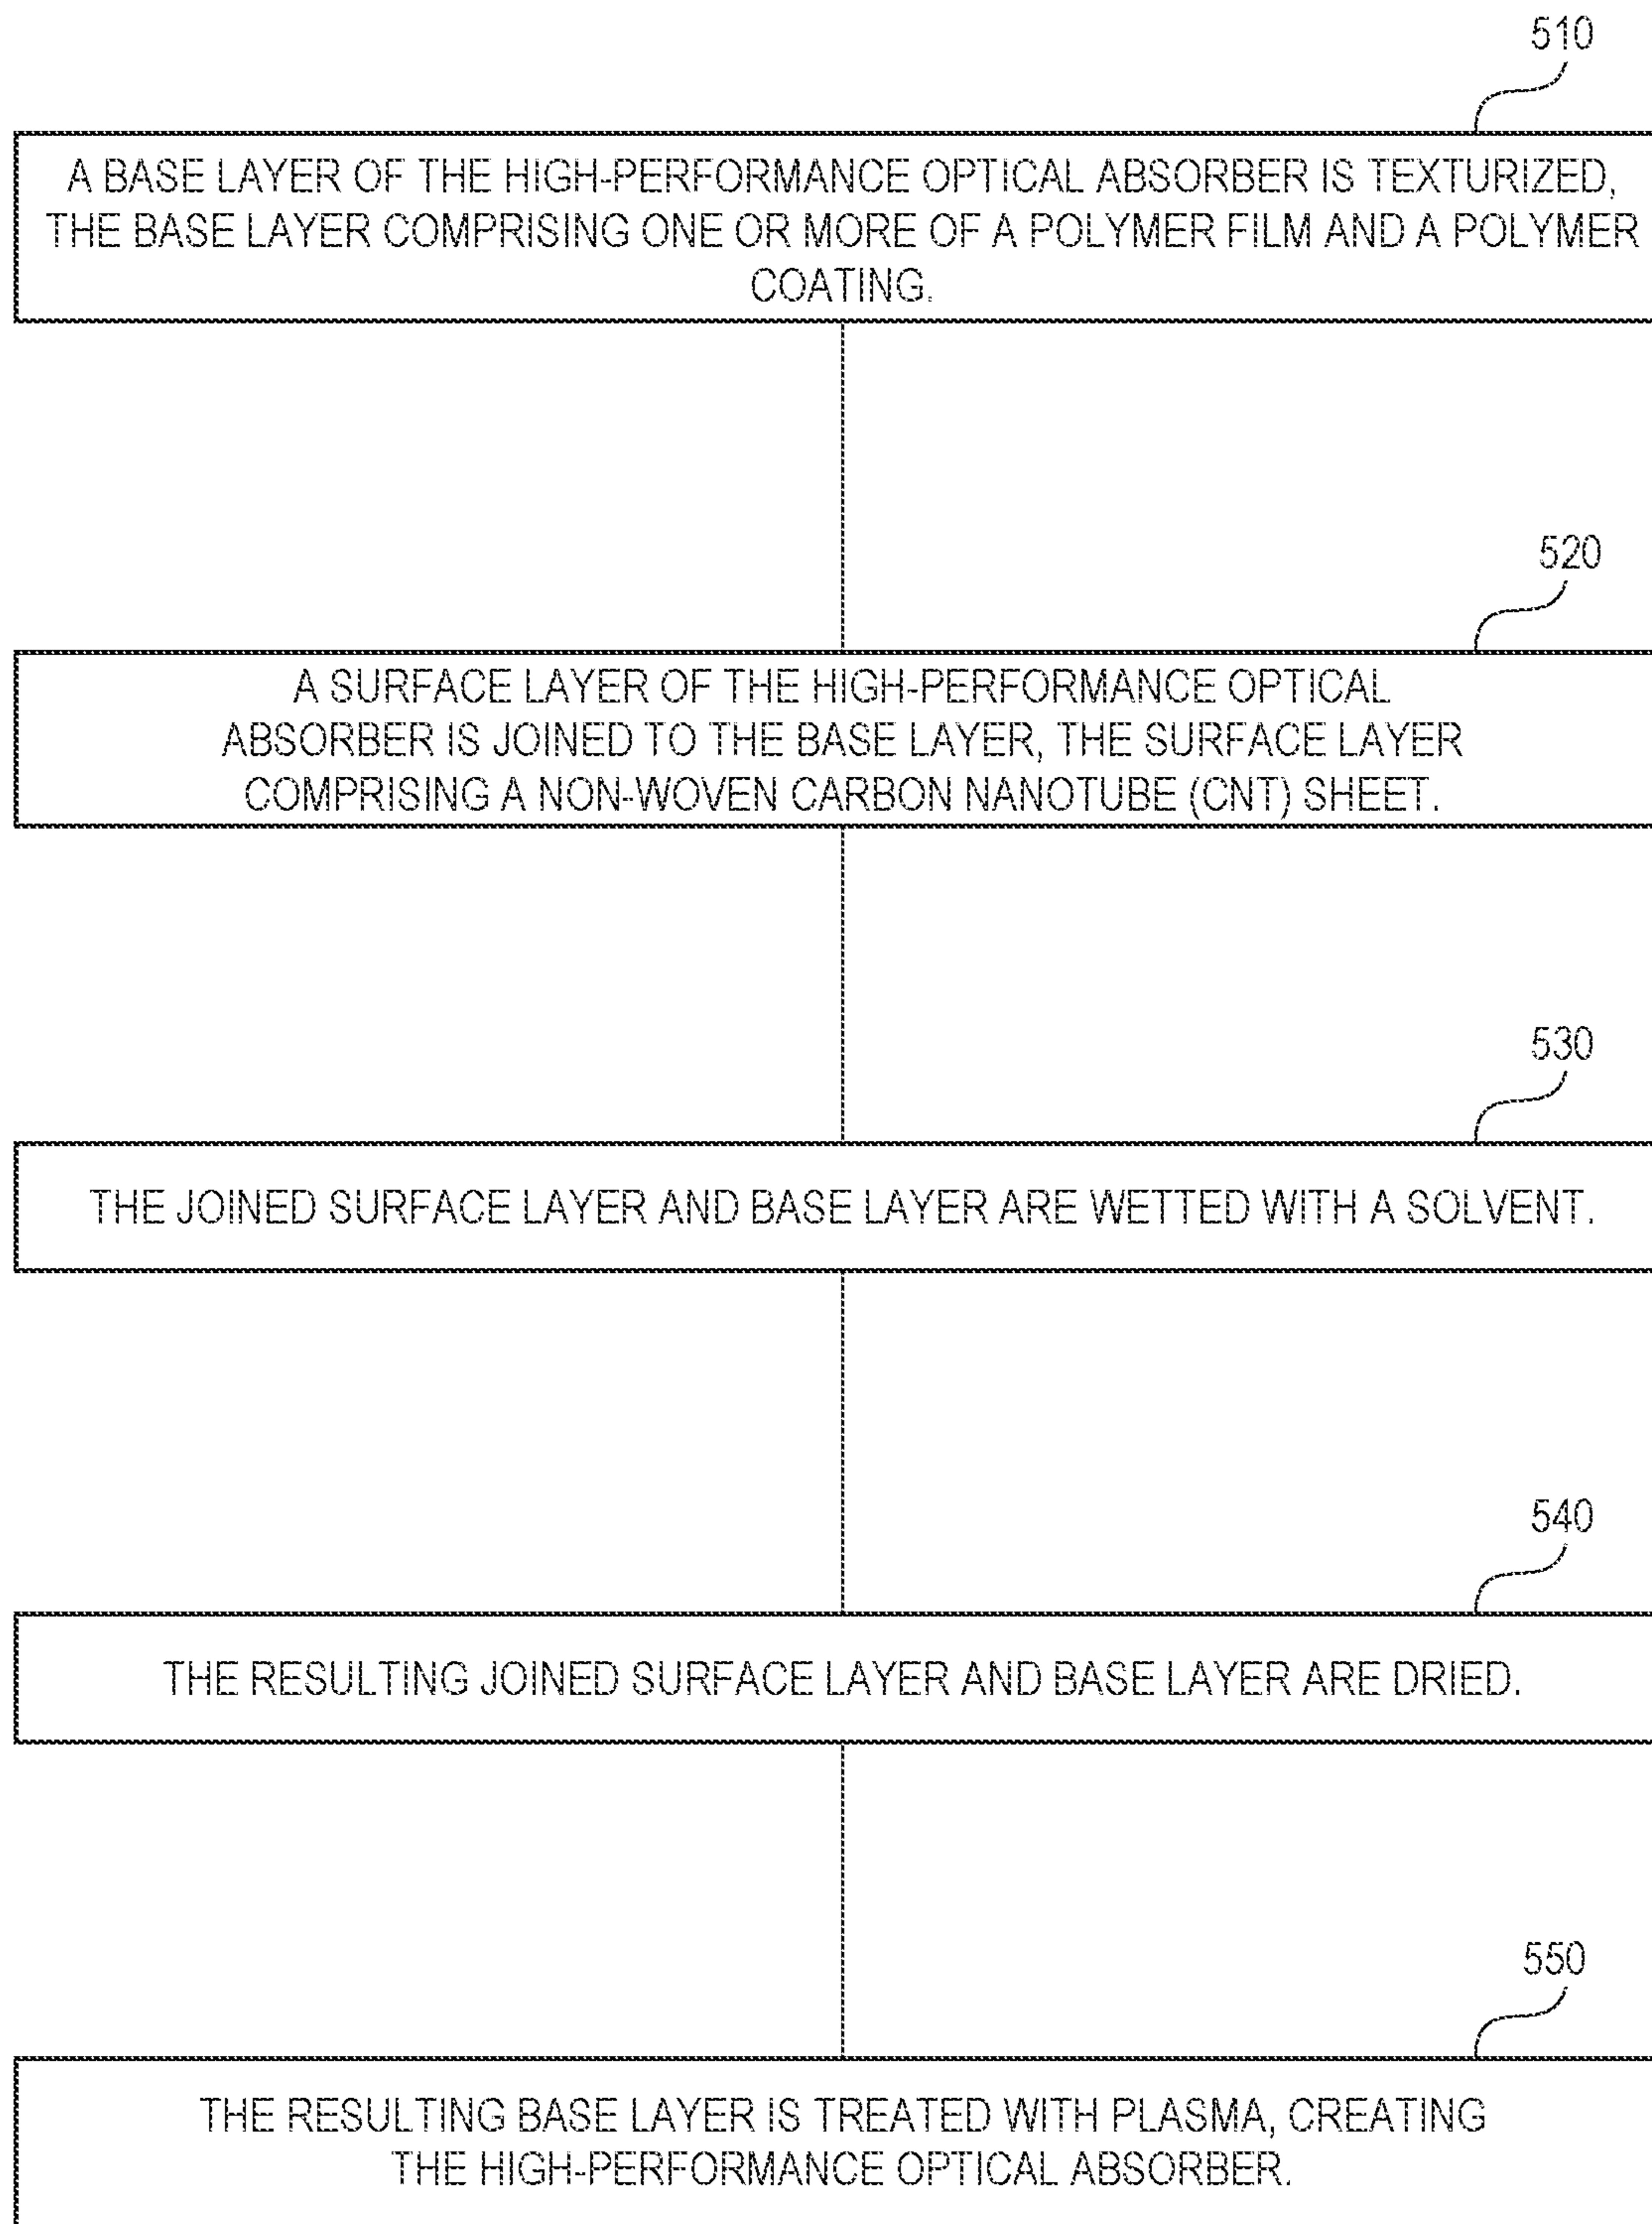 510
A BASE LAYER OF THE HIGH-PERFORMANCE OPTICAL ABSORBER IS TEXTURIZED,
THE BASE LAYER COMPRISING ONE OR MORE OF A POLYMER FILM AND A POLYMER
COATING.
520
A SURFACE LAYER OF THE HIGH-PERFORMANCE OPTICAL
ABSORBER IS JOINED TO THE BASE LAYER, THE SURFACE LAYER
COMPRISING A NON-WOVEN CARBON NANOTUBE (CNT) SHEET.
530
THE JOINED SURFACE LAYER AND BASE LAYER ARE WETTED WITH A SOLVENT.
540
THE RESULTING JOINED SURFACE LAYER AND BASE LAYER ARE DRIED.
550
THE RESULTING BASE LAYER IS TREATED WITH PLASMA, CREATING
THE HIGH-PERFORMANCE OPTICAL ABSORBER.